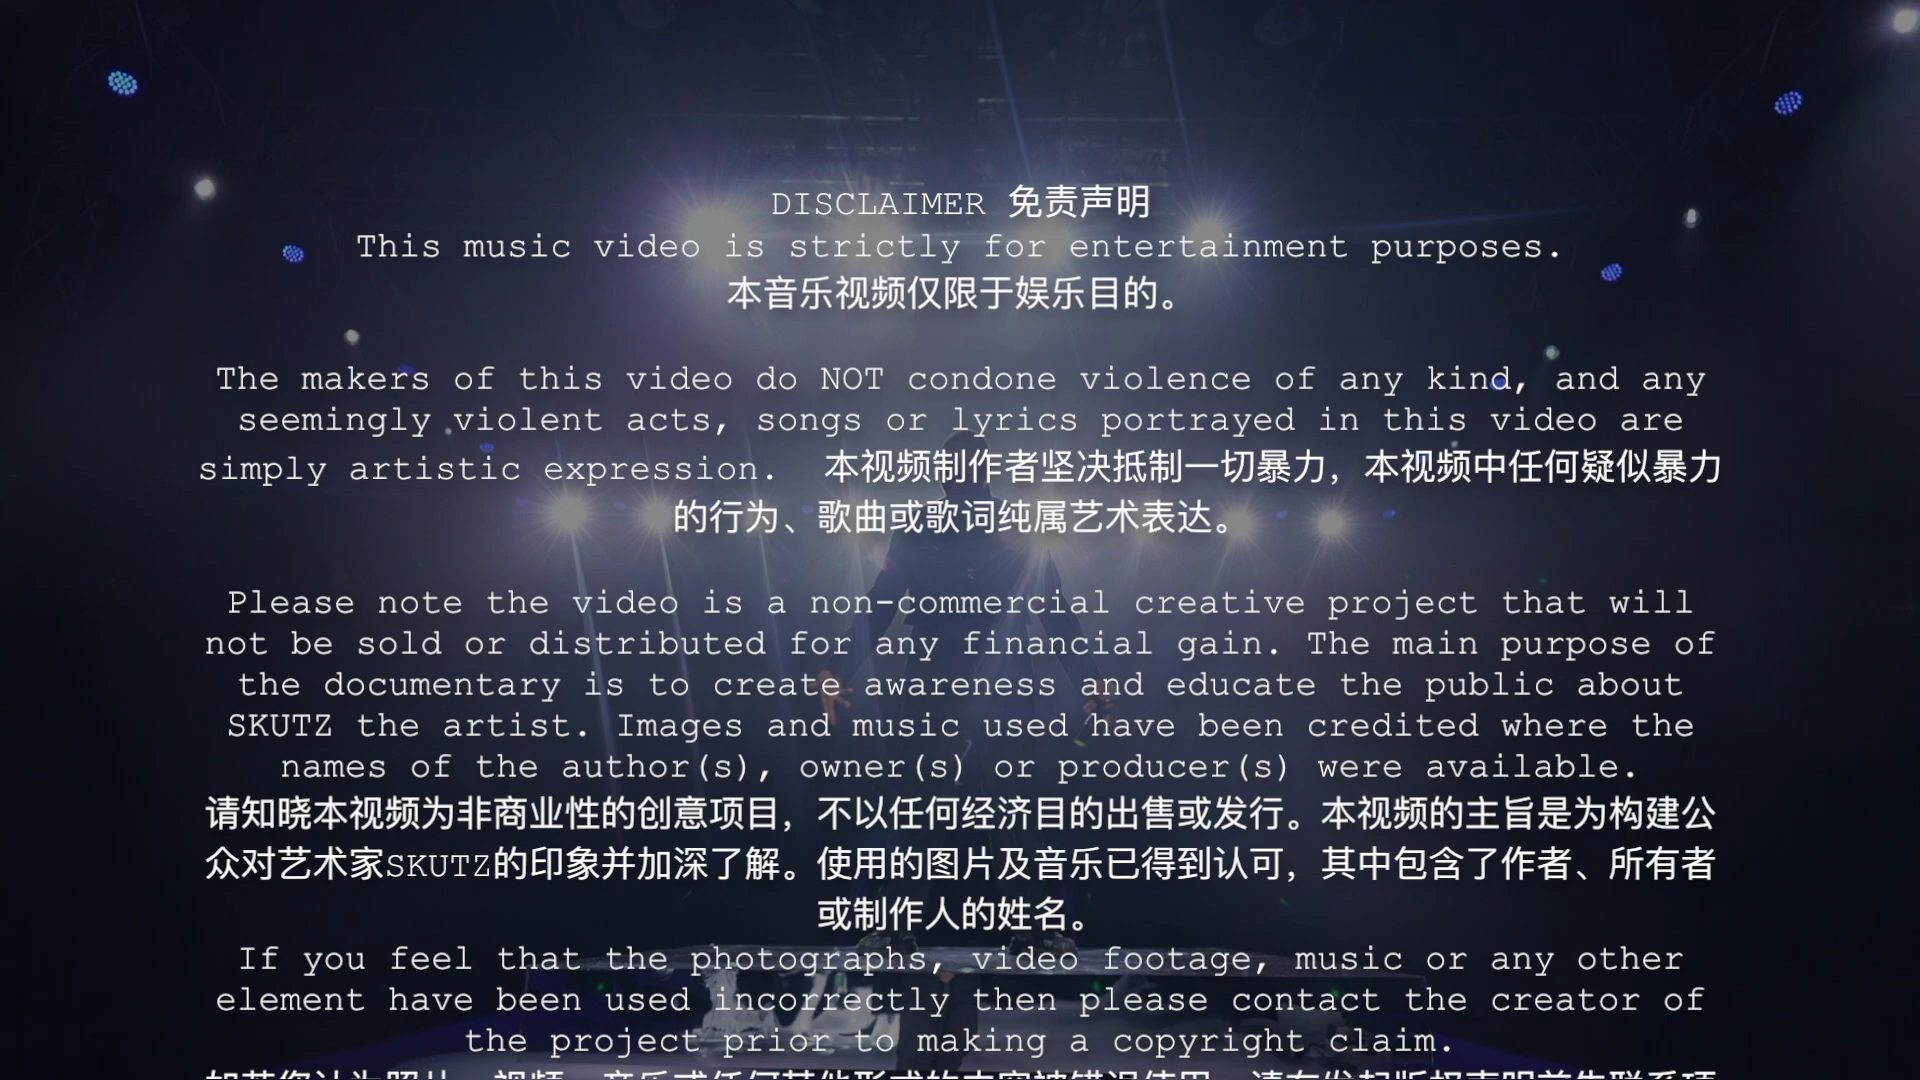 DISCLAIMER 免责声明
This music video is strictly for entertainment purposes.
本音乐视频仅限于娱乐目的。
The makers of this video do NOT condone violence of any kind, and any
seemingly violent acts, songs or lyrics portrayed in this video are
simply artistic expression. 本视频制作者坚决抵制一切暴力，本视频中任何疑似暴力
的行为、歌曲或歌词纯属艺术表达。
Please note the video is a non-commercial creative project that will
not be sold or distributed for any financial gain. The main purpose of
the documentary is to create awareness and educate the public about
SKUTZ the artist. Images and music used have been credited where the
names of the author(s), owner(s) or producer(s) were available.
请知晓本视频为非商业性的创意项目，不以任何经济目的出售或发行。本视频的主旨是为构建公
众对艺术家SKUTZ的印象并加深了解。使用的图片及音乐已得到认可，其中包含了作者、所有者
或制作人的姓名。
If you feel that the photographs, video footage, music or any other
element have been used incorrectly then please contact the creator of
the project prior to making a copyright claim.